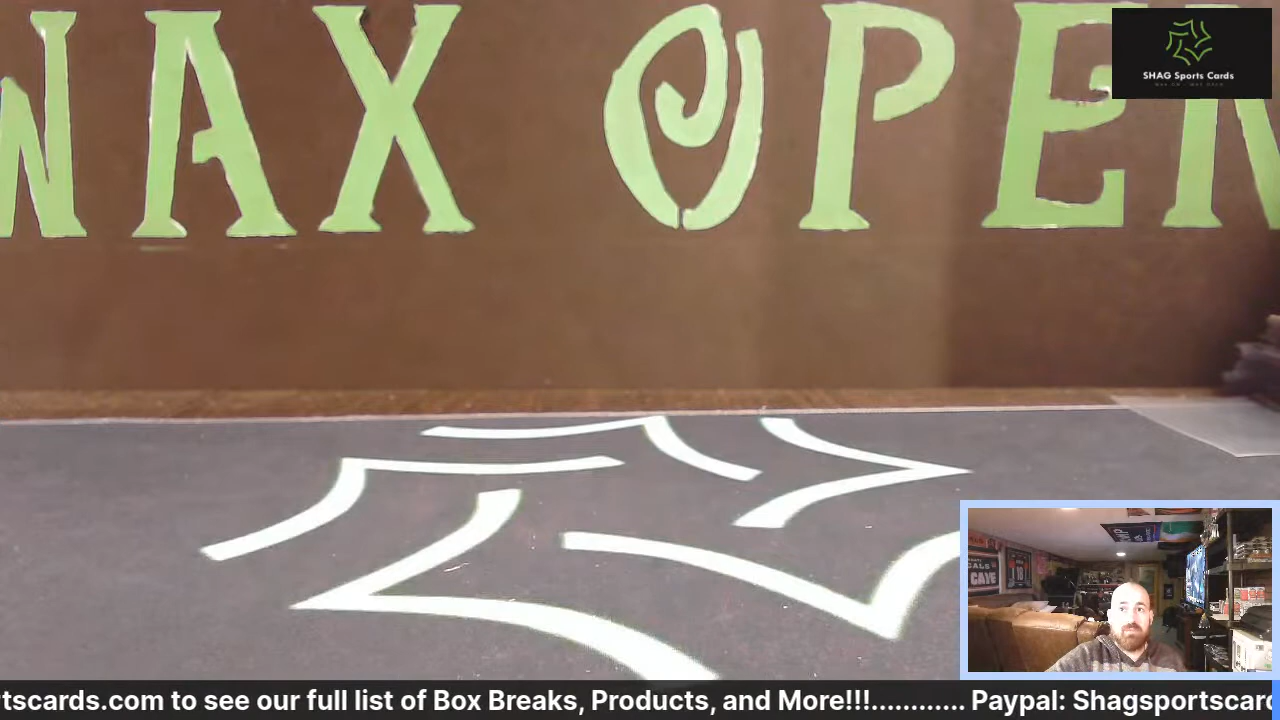 WAX OPEN
SHAG Sports Cards
CAVE
tscards.com to see our full list of Box Breaks, Products, and More!!!............ Paypal: Shagsportscard